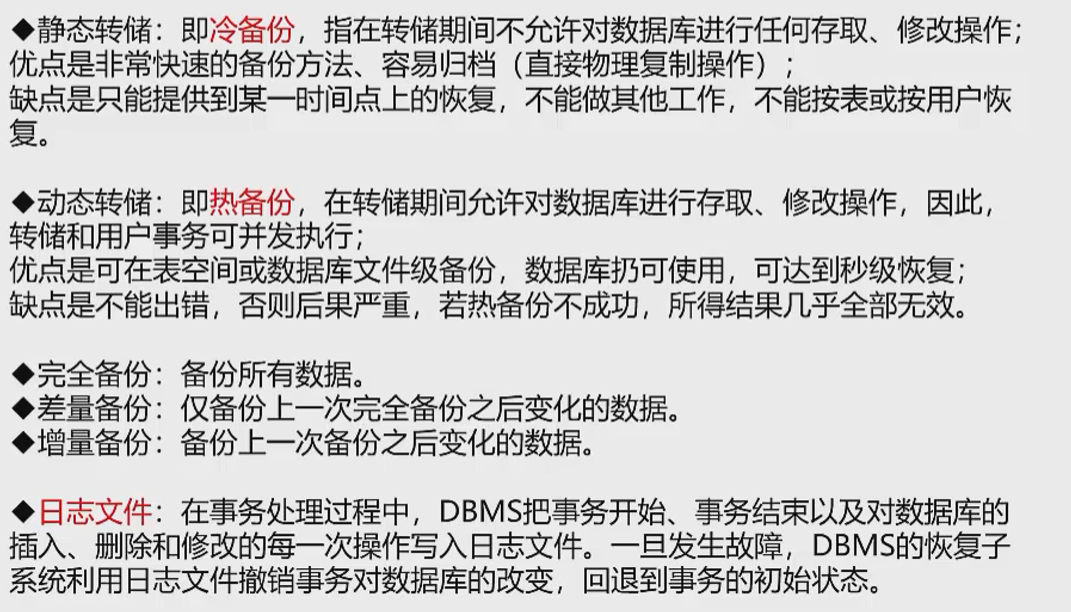 ◆静态转储：即冷备份，指在转储期间不允许对数据库进行任何存取、修改操作；
优点是非常快速的备份方法、容易归档（直接物理复制操作）；
缺点是只能提供到某一时间点上的恢复，不能做其他工作，不能按表或按用户恢
复。
◆动态转储：即热备份，在转储期间允许对数据库进行存取、修改操作，因此，
转储和用户事务可并发执行；
优点是可在表空间或数据库文件级备份，数据库扔可使用，可达到秒级恢复；
缺点是不能出错，否则后果严重，若热备份不成功，所得结果几乎全部无效。
◆完全备份：备份所有数据。
◆差量备份：仅备份上一次完全备份之后变化的数据。
◆增量备份：备份上一次备份之后变化的数据。
◆日志文件：在事务处理过程中，DBMS把事务开始、事务结束以及对数据库的
插入、删除和修改的每一次操作写入日志文件。一旦发生故障，DBMS的恢复子
系统利用日志文件撤销事务对数据库的改变，回退到事务的初始状态。